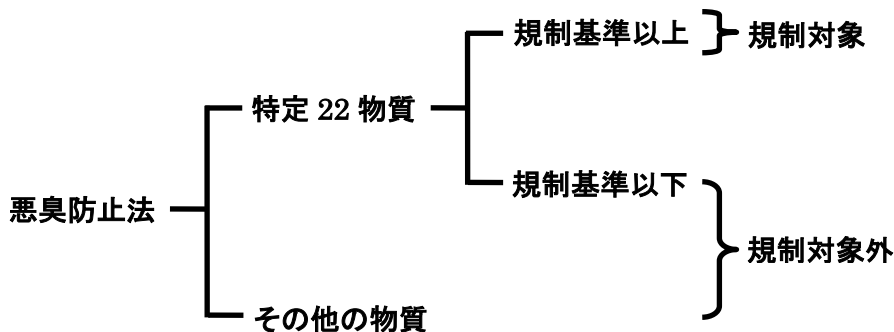 規制基準以上
規制対象
特定 22 物質
規制基準以下
悪臭防止法
規制対象外
その他の物質